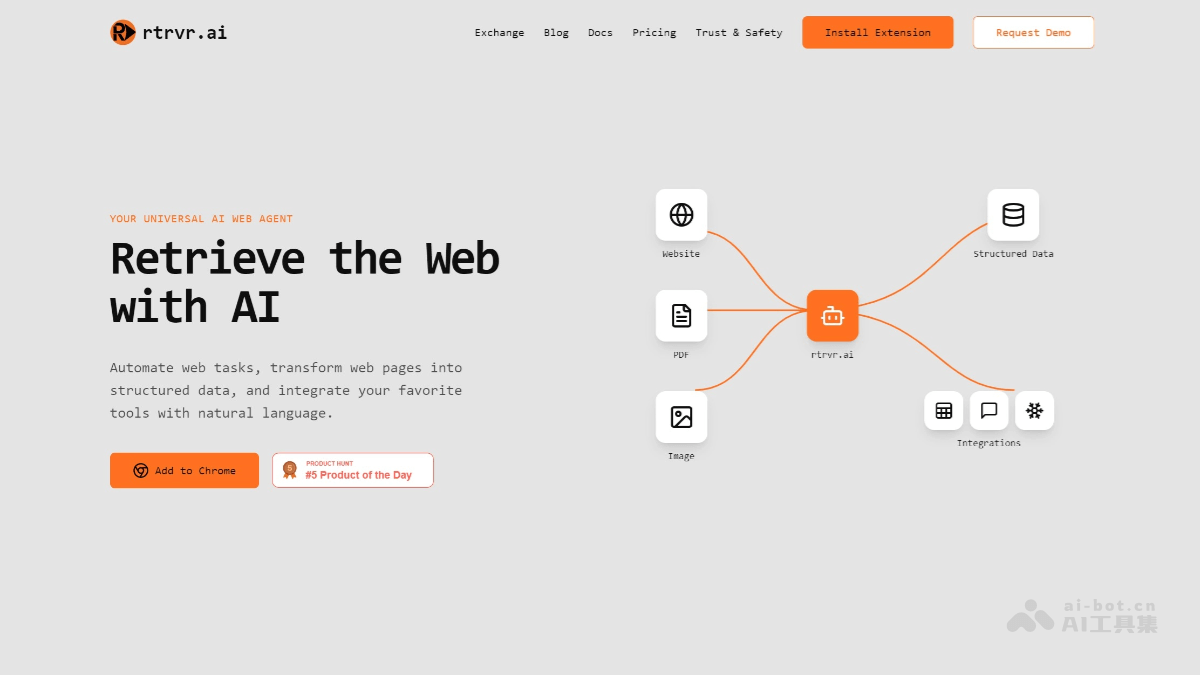 rtrvr.ai
Exchange Blog Docs Pricing Trust & Safety Install Extension Request Demo
YOUR UNIVERSAL AI WEB AGENT
Retrieve the Web
with AI
Automate web tasks, transform web pages into
structured data, and integrate your favorite
tools with natural language.
Add to Chrome
5
PRODUCT HUNT
#5 Product of the Day
Website
Structured Data
PDF
rtrvr.ai
Image
Integrations
ai-bot.cn
AI工具集